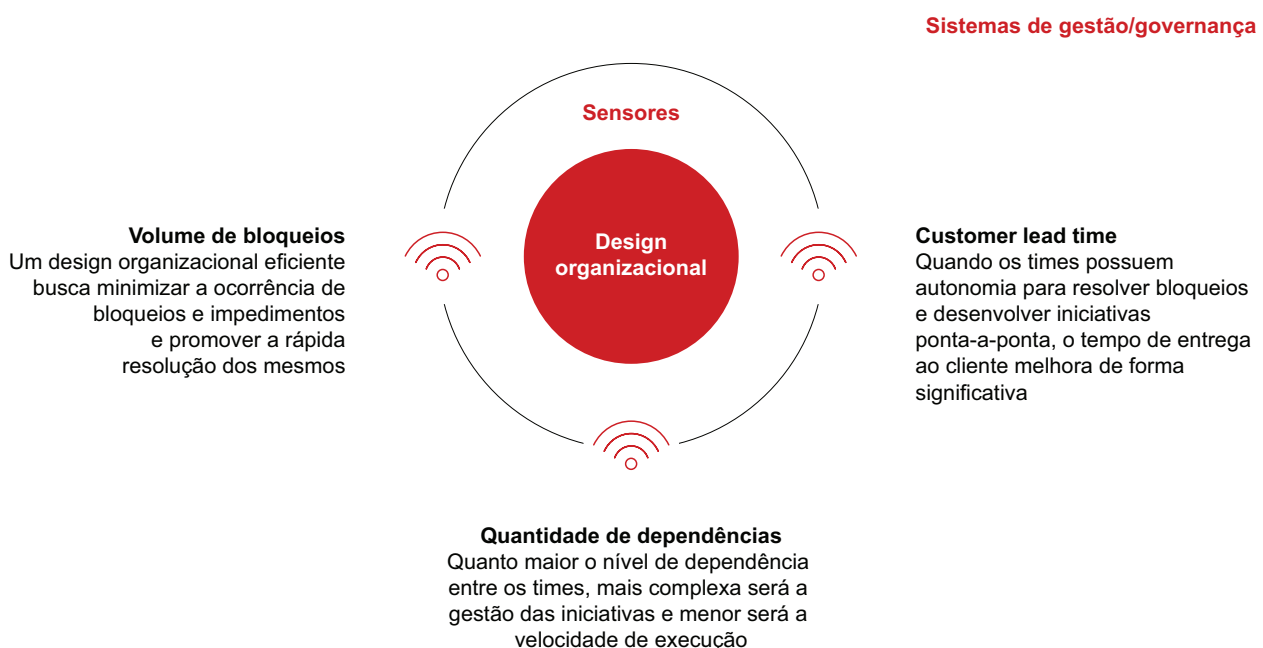 Sistemas de gestão/governança
Sensores
Design
organizacional
Volume de bloqueios
Um design organizacional eficiente
busca minimizar a ocorrência de
bloqueios e impedimentos
e promover a rápida
resolução dos mesmos
Customer lead time
Quando os times possuem
autonomia para resolver bloqueios
e desenvolver iniciativas
ponta-a-ponta, o tempo de entrega
ao cliente melhora de forma
significativa
Quantidade de dependências
Quanto maior o nível de dependência
entre os times, mais complexa será a
gestão das iniciativas e menor será a
velocidade de execução